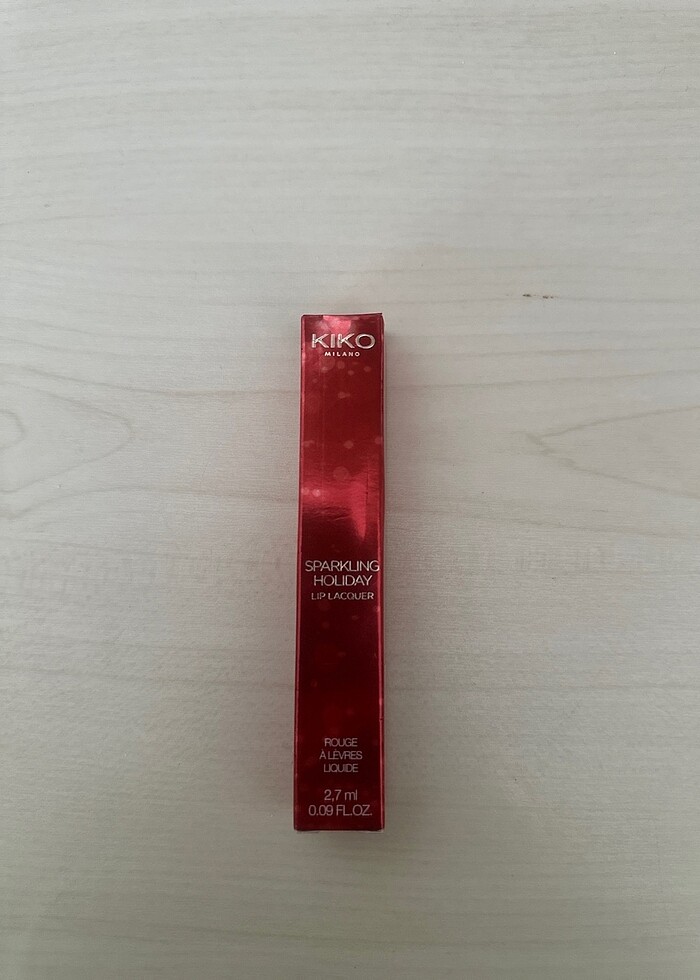 KIKO
MILANO
SPARKLING
HOLIDAY
LIP LACQUER
ROUGE
À LÈVRES
LIQUIDE
2,7 ml
0.09 FL.OZ.